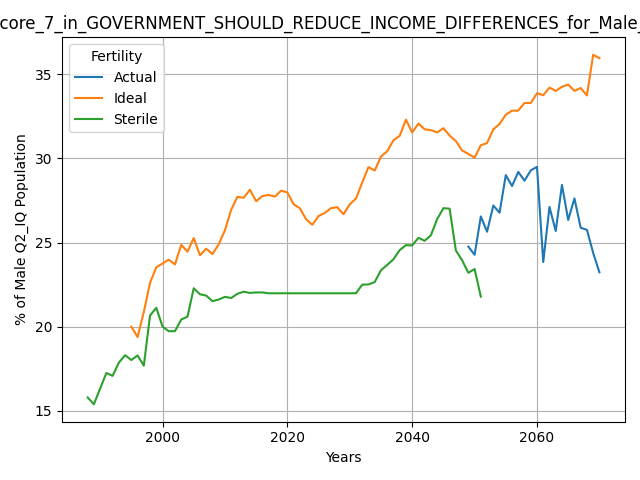 core_7_in_GOVERNMENT_SHOULD_REDUCE_INCOME_DIFFERENCES_for_Male_
Fertility
Actual
Ideal
Sterile
% of Male Q2_IQ Population
35
30
25
20
15
2000
2020
2040
2060
Years